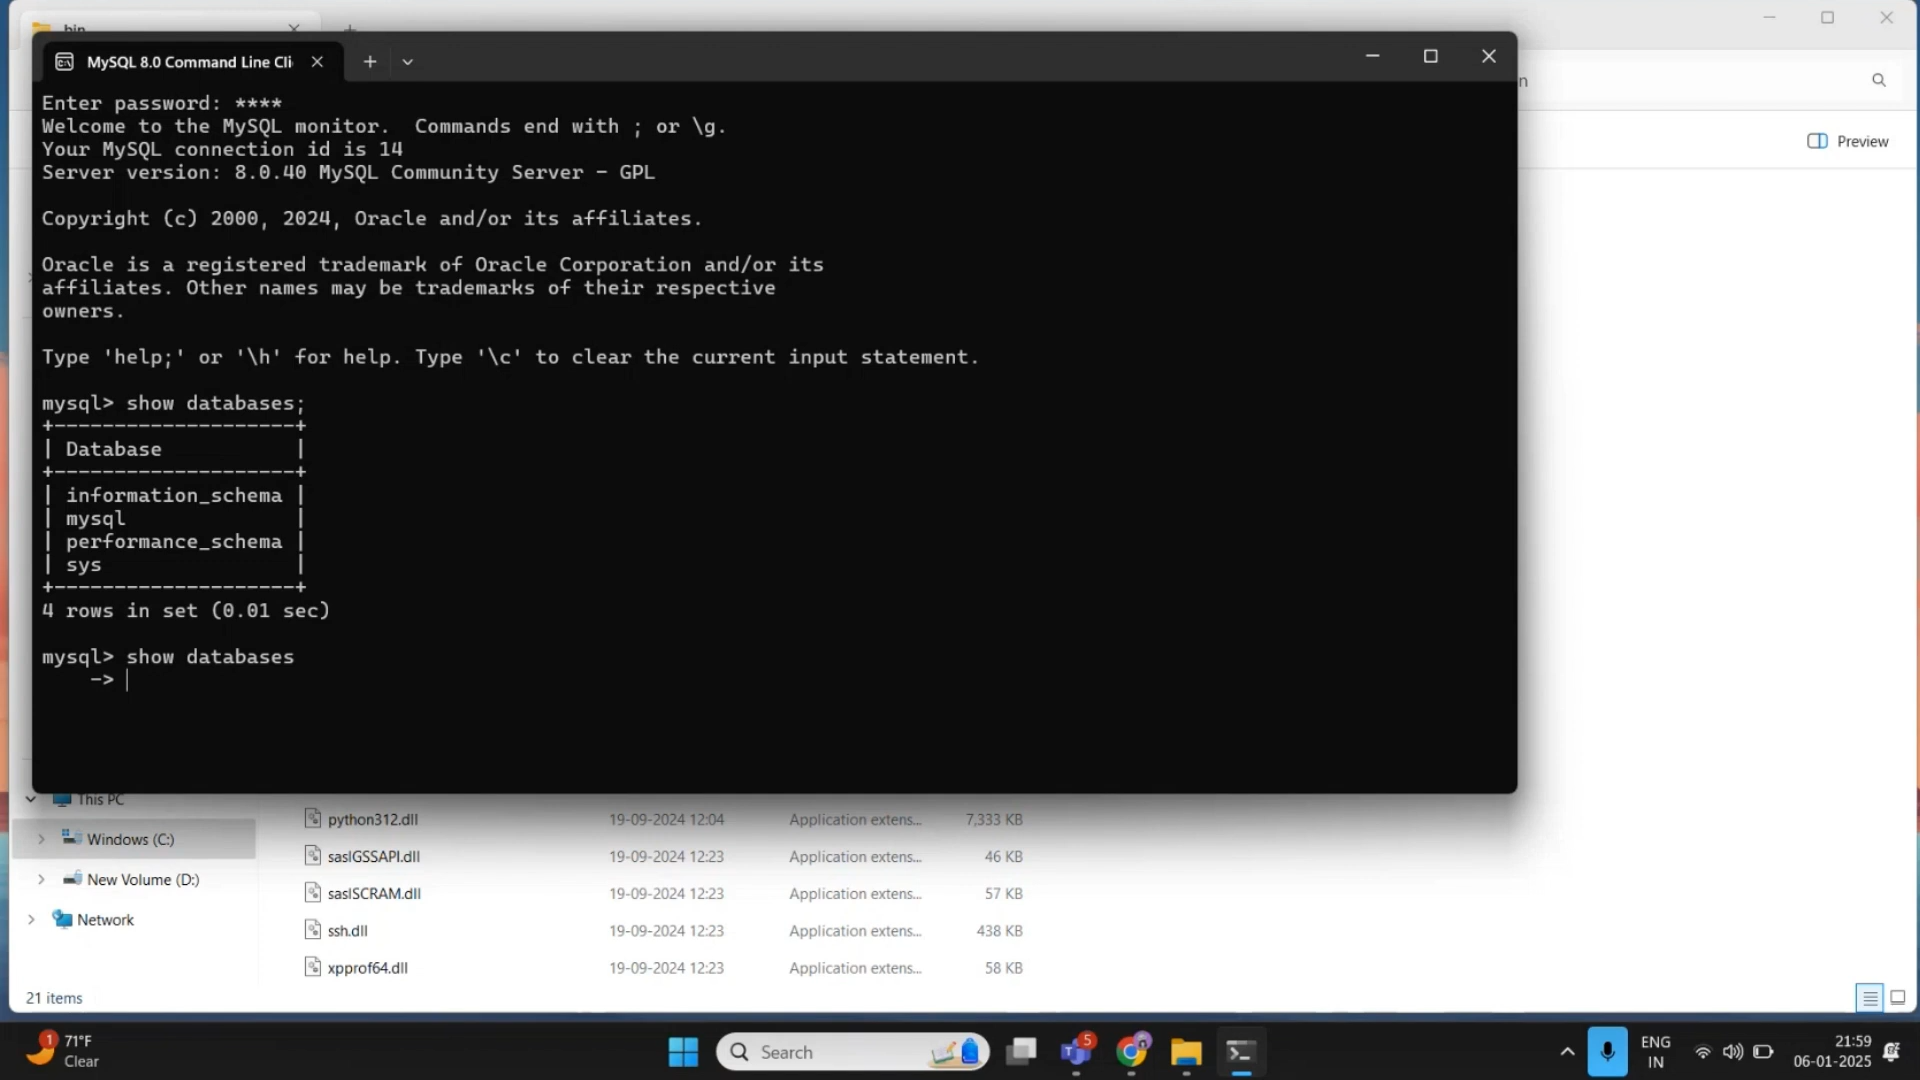 bin
MySQL 8.0 Command Line Cli
Enter password: ****
Welcome to the MySQL monitor.  Commands end with ; or \g.
Your MySQL connection id is 14
Server version: 8.0.40 MySQL Community Server - GPL
Copyright (c) 2000, 2024, Oracle and/or its affiliates.
Oracle is a registered trademark of Oracle Corporation and/or its
affiliates. Other names may be trademarks of their respective
owners.
Type 'help;' or '\h' for help. Type '\c' to clear the current input statement.
mysql> show databases;
+--------------------+
| Database           |
+--------------------+
| information_schema |
| mysql              |
| performance_schema |
| sys                |
+--------------------+
4 rows in set (0.01 sec)
mysql> show databases
    ->
n
Preview
This PC
Windows (C:)
New Volume (D:)
Network
python312.dll 19-09-2024 12:04 Application extens... 7,333 KB
saslGSSAPI.dll 19-09-2024 12:23 Application extens... 46 KB
saslSCRAM.dll 19-09-2024 12:23 Application extens... 57 KB
ssh.dll 19-09-2024 12:23 Application extens... 438 KB
xpprof64.dll 19-09-2024 12:23 Application extens... 58 KB
21 items
1
71°F
Clear
Search
5
ENG
IN
21:59
06-01-2025